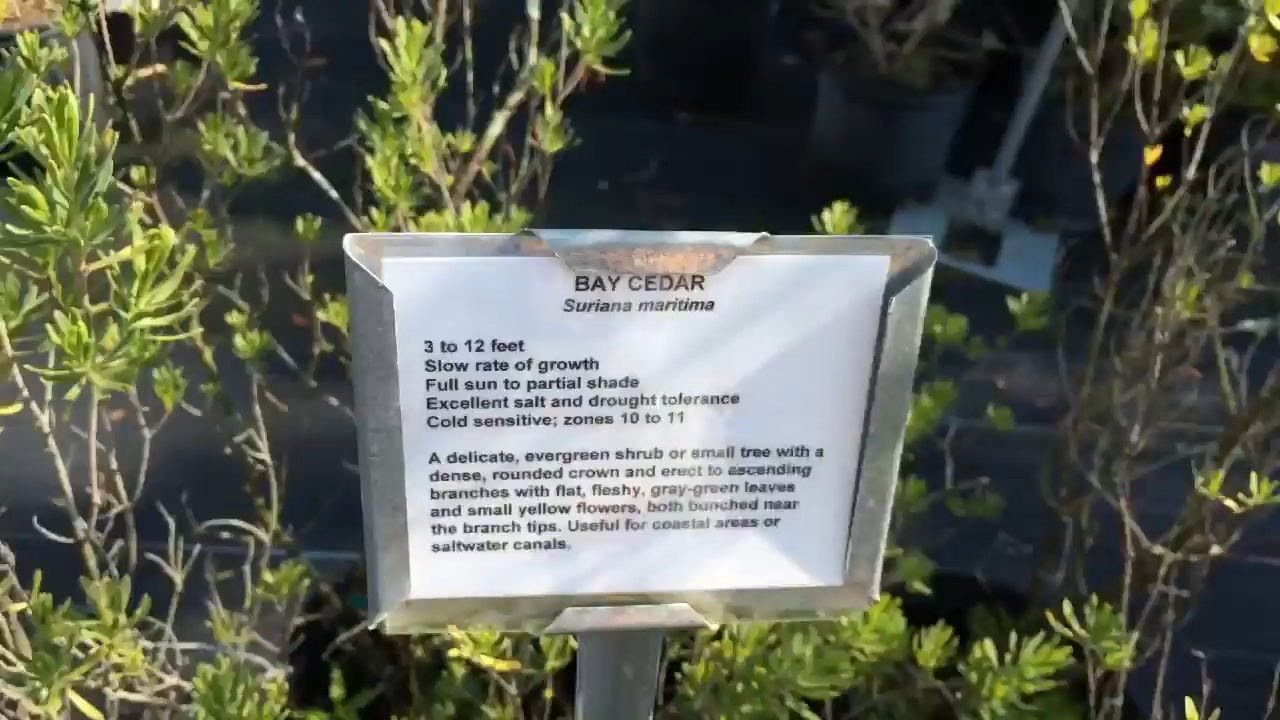 BAY CEDAR
Suriana maritima
3 to 12 feet
Slow rate of growth
Full sun to partial shade
Excellent salt and drought tolerance
Cold sensitive; zones 10 to 11
A delicate, evergreen shrub or small tree with a
dense, rounded crown and erect to ascending
branches with flat, fleshy, gray-green leaves
and small yellow flowers, both bunched near
the branch tips. Useful for coastal areas or
saltwater canals.